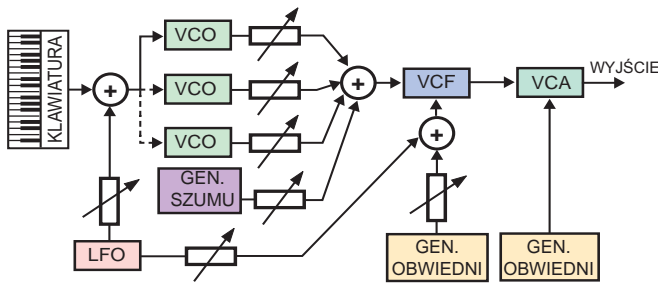 KLAWIATURA
+
VCO
VCO
VCO
GEN.
SZUMU
LFO
+
VCF
VCA
WYJŚCIE
+
GEN.
OBWIEDNI
GEN.
OBWIEDNI